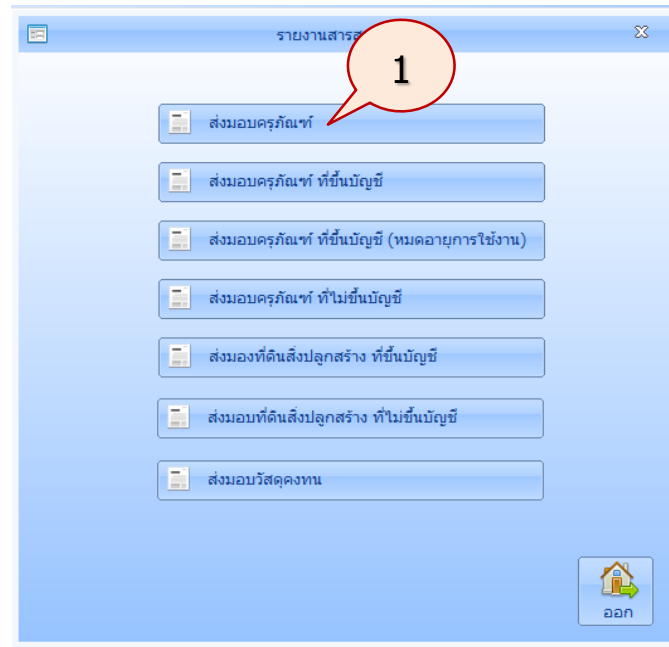 รายงานสารส
1
ส่งมอบครุภัณฑ์
ส่งมอบครุภัณฑ์ ที่ขึ้นบัญชี
ส่งมอบครุภัณฑ์ ที่ขึ้นบัญชี (หมดอายุการใช้งาน)
ส่งมอบครุภัณฑ์ ที่ไม่ขึ้นบัญชี
ส่งมองที่ดินสิ่งปลูกสร้าง ที่ขึ้นบัญชี
ส่งมอบที่ดินสิ่งปลูกสร้าง ที่ไม่ขึ้นบัญชี
ส่งมอบวัสดุคงทน
ออก